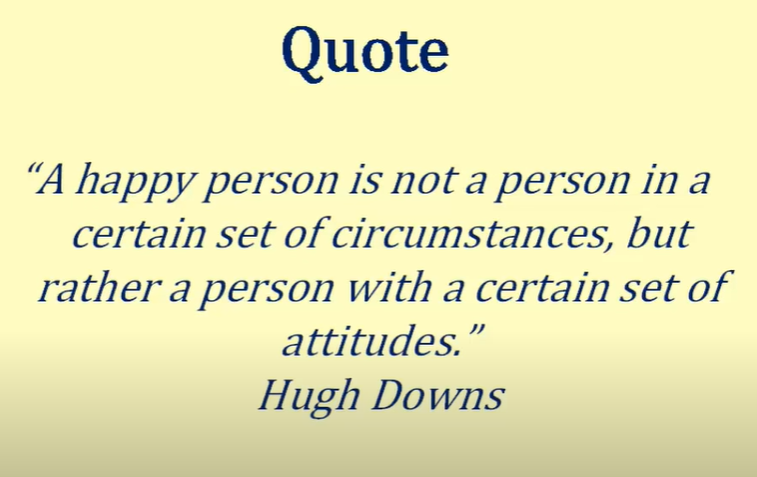 Quote
“A happy person is not a person in a
certain set of circumstances, but
rather a person with a certain set of
attitudes.”
Hugh Downs